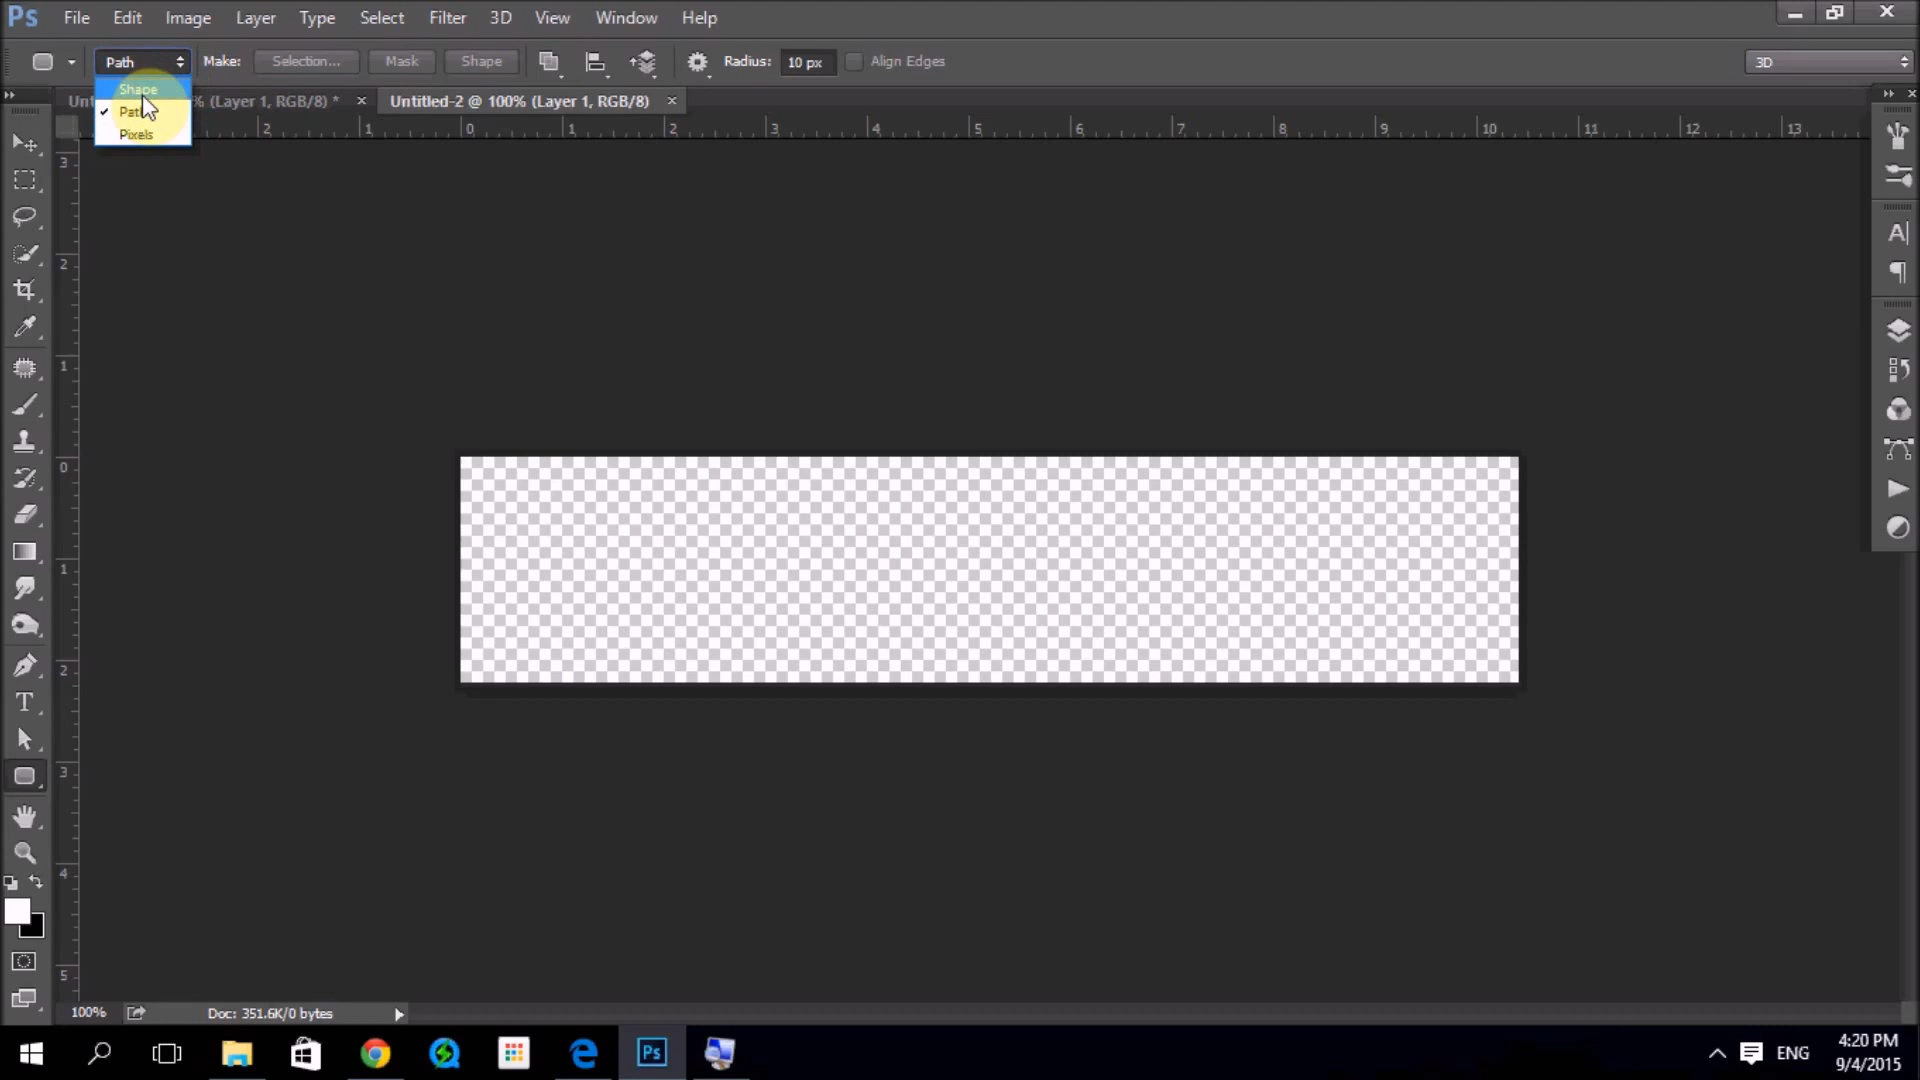 Ps File Edit Image Layer Type Select Filter 3D View Window Help
Path Make: Selection... Mask Shape Radius: 10 px Align Edges 3D
Shape
% (Layer 1, RGB/8) * × Untitled-2 @ 100% (Layer 1, RGB/8) ×
Pixels
2 1 0 1 2 3 4 5 6 7 8 9 10 11 12 13
3
2
1
0
1
2
3
4
5
T
A
100% Doc: 351.6K/0 bytes
Ps ENG 4:20 PM
9/4/2015